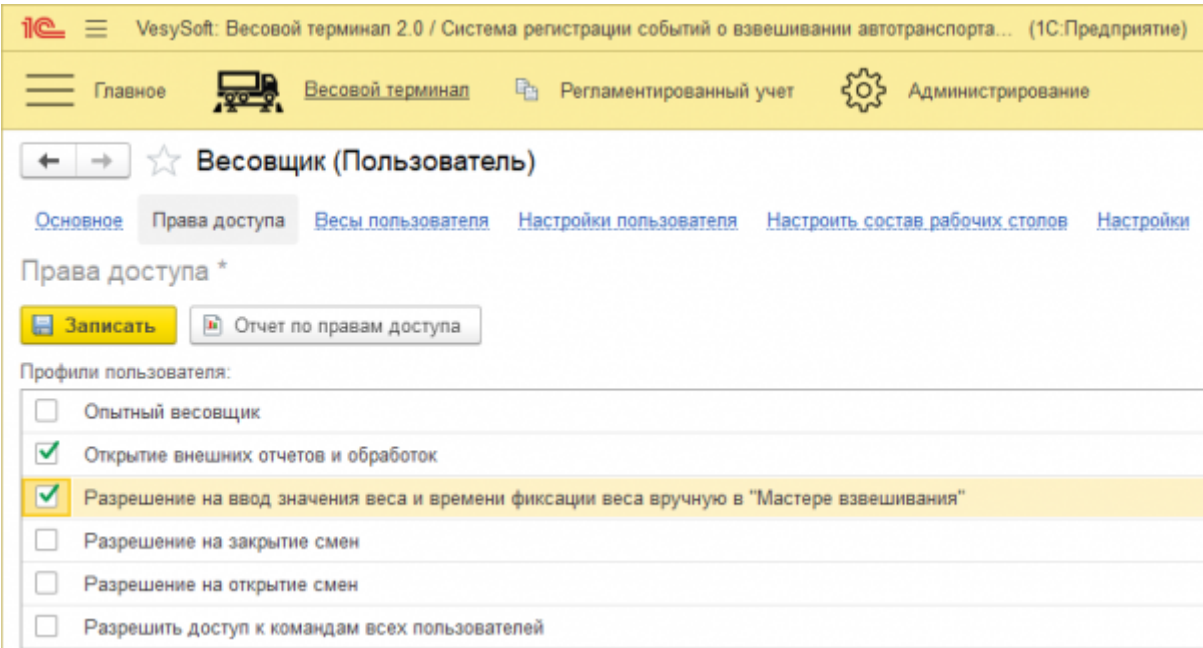 1С VesySoft: Весовой терминал 2.0 / Система регистрации событий о взвешивании автотранспорта... (1С:Предприятие)
Главное Весовой терминал Регламентированный учет Администрирование
Весовщик (Пользователь)
Основное Права доступа Весы пользователя Настройки пользователя Настроить состав рабочих столов Настройки
Права доступа *
Записать Отчет по правам доступа
Профили пользователя:
Опытный весовщик
Открытие внешних отчетов и обработок
Разрешение на ввод значения веса и времени фиксации веса вручную в "Мастере взвешивания"
Разрешение на закрытие смен
Разрешение на открытие смен
Разрешить доступ к командам всех пользователей